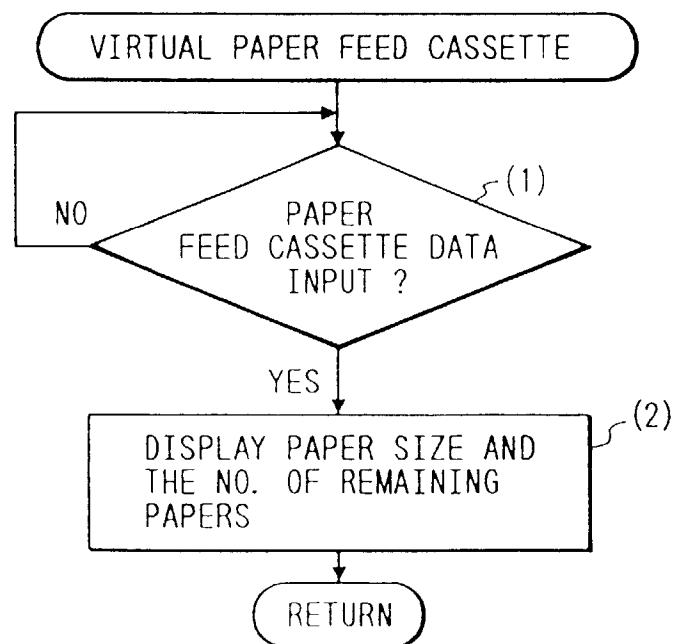 VIRTUAL PAPER FEED CASSETTE
(1)
PAPER
FEED CASSETTE DATA
INPUT ?
NO
YES
(2)
DISPLAY PAPER SIZE AND
THE NO. OF REMAINING
PAPERS
RETURN